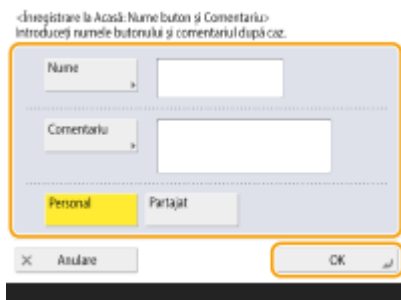 <Înregistrare la Acasă: Nume buton și Comentariu>
Introduceți numele butonului și comentariul după caz.
Nume
Comentariu
Personal Partajat
× Anulare OK